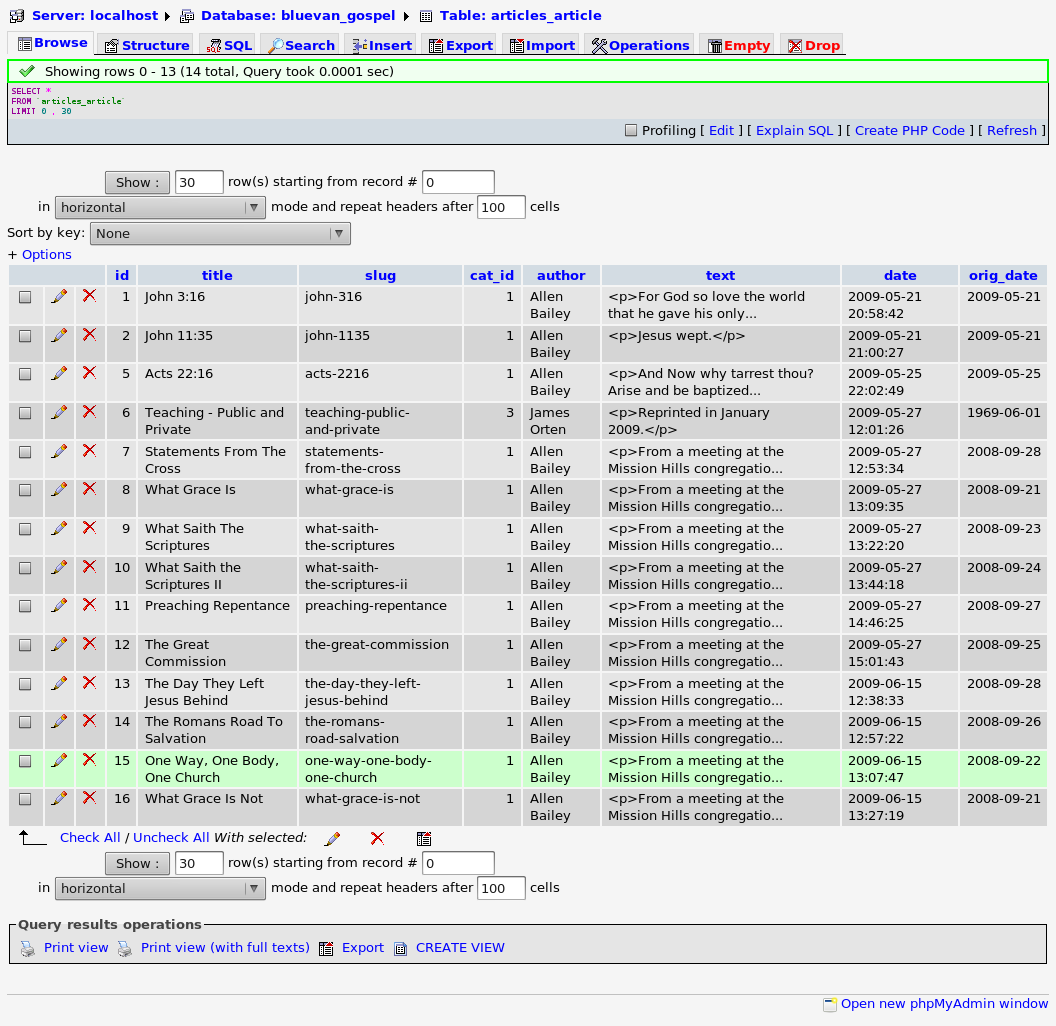 Server: localhost Database: bluevan_gospel Table: articles_article
Browse Structure SQL Search Insert Export Import Operations Empty Drop
Showing rows 0 - 13 (14 total, Query took 0.0001 sec)
SELECT *
FROM `articles_article`
LIMIT 0 , 30
Profiling [ Edit ] [ Explain SQL ] [ Create PHP Code ] [ Refresh ]
Show : 30 row(s) starting from record # 0
in horizontal mode and repeat headers after 100 cells
Sort by key: None
+ Options
id title slug cat_id author text date orig_date
1 John 3:16 john-316 1 Allen <p>For God so love the world 2009-05-21 2009-05-21
Bailey that he gave his only... 20:58:42
2 John 11:35 john-1135 1 Allen <p>Jesus wept.</p> 2009-05-21 2009-05-21
Bailey 21:00:27
5 Acts 22:16 acts-2216 1 Allen <p>And Now why tarrest thou? 2009-05-25 2009-05-25
Bailey Arise and be baptized... 22:02:49
6 Teaching - Public and teaching-public- 3 James <p>Reprinted in January 2009-05-27 1969-06-01
Private and-private Orten 2009.</p> 12:01:26
7 Statements From The statements- 1 Allen <p>From a meeting at the 2009-05-27 2008-09-28
Cross from-the-cross Bailey Mission Hills congregatio... 12:53:34
8 What Grace Is what-grace-is 1 Allen <p>From a meeting at the 2009-05-27 2008-09-21
Bailey Mission Hills congregatio... 13:09:35
9 What Saith The what-saith- 1 Allen <p>From a meeting at the 2009-05-27 2008-09-23
Scriptures the-scriptures Bailey Mission Hills congregatio... 13:22:20
10 What Saith the what-saith- 1 Allen <p>From a meeting at the 2009-05-27 2008-09-24
Scriptures II the-scriptures-ii Bailey Mission Hills congregatio... 13:44:18
11 Preaching Repentance preaching-repentance 1 Allen <p>From a meeting at the 2009-05-27 2008-09-27
Bailey Mission Hills congregatio... 14:46:25
12 The Great the-great-commission 1 Allen <p>From a meeting at the 2009-05-27 2008-09-25
Commission Bailey Mission Hills congregatio... 15:01:43
13 The Day They Left the-day-they-left- 1 Allen <p>From a meeting at the 2009-06-15 2008-09-28
Jesus Behind jesus-behind Bailey Mission Hills congregatio... 12:38:33
14 The Romans Road To the-romans- 1 Allen <p>From a meeting at the 2009-06-15 2008-09-26
Salvation road-salvation Bailey Mission Hills congregatio... 12:57:22
15 One Way, One Body, one-way-one-body- 1 Allen <p>From a meeting at the 2009-06-15 2008-09-22
One Church one-church Bailey Mission Hills congregatio... 13:07:47
16 What Grace Is Not what-grace-is-not 1 Allen <p>From a meeting at the 2009-06-15 2008-09-21
Bailey Mission Hills congregatio... 13:27:19
Check All / Uncheck All With selected:
Show : 30 row(s) starting from record # 0
in horizontal mode and repeat headers after 100 cells
Query results operations
Print view Print view (with full texts) Export CREATE VIEW
Open new phpMyAdmin window